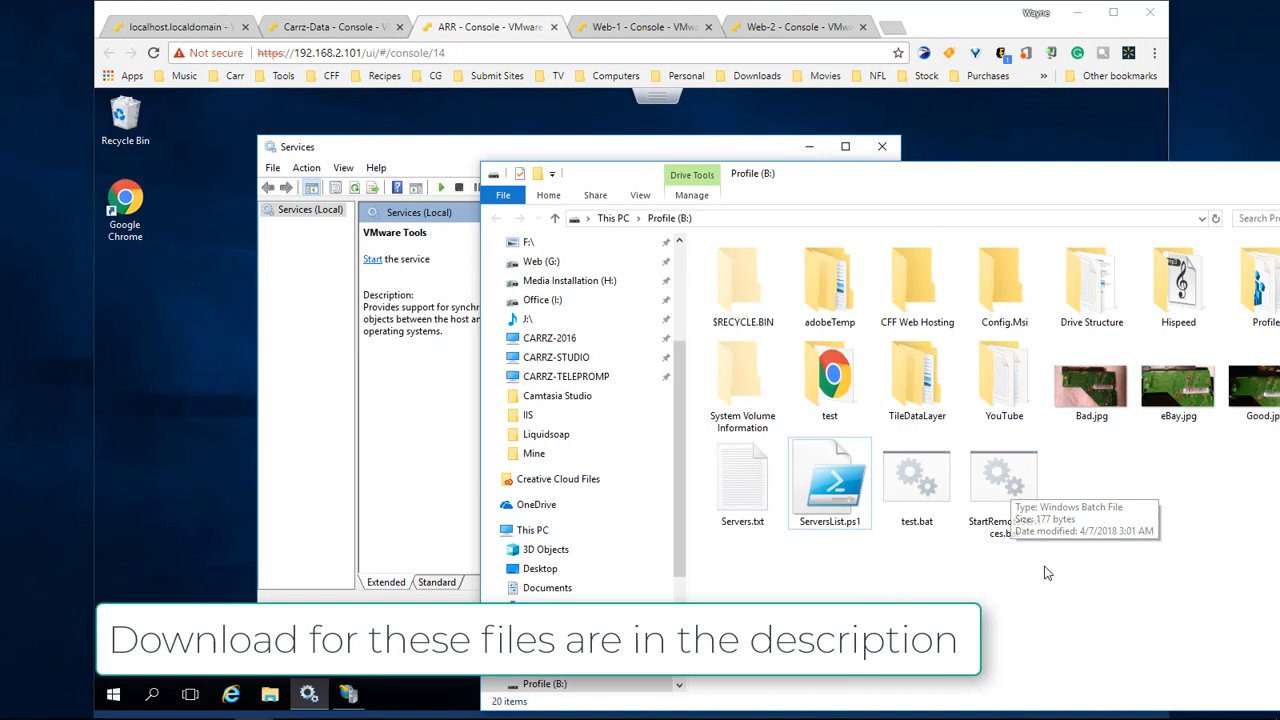 Wayne
localhost.localdomain -
Carrz-Data - Console - V
ARR - Console - VMware
Web-1 - Console - VMw
Web-2 - Console - VMw
Not secure
https://192.168.2.101/ui/#/console/14
Apps
Music
Carr
Tools
CFF
Recipes
CG
Submit Sites
TV
Computers
Personal
Downloads
Movies
NFL
Stock
Purchases
»
Other bookmarks
Recycle Bin
Google
Chrome
Services
File
Action
View
Help
Services (Local)
Services (Local)
VMware Tools
Start the service
Description:
Provides support for synchr
objects between the host an
operating systems.
Extended
Standard
Drive Tools
Profile (B:)
File
Home
Share
View
Manage
This PC
Profile (B:)
Search Pro
F:\
Web (G:)
Media Installation (H:)
Office (I:)
J:\
CARRZ-2016
CARRZ-STUDIO
CARRZ-TELEPROMP
Camtasia Studio
IIS
Liquidsoap
Mine
Creative Cloud Files
OneDrive
This PC
3D Objects
Desktop
Documents
Profile (B:)
$RECYCLE.BIN
adobeTemp
CFF Web Hosting
Config.Msi
Drive Structure
Hispeed
Profile
System Volume
Information
test
TileDataLayer
YouTube
Bad.jpg
eBay.jpg
Good.jp
Servers.txt
ServersList.ps1
test.bat
StartRemo
ces.b
Type: Windows Batch File
Size: 177 bytes
Date modified: 4/7/2018 3:01 AM
20 items
Download for these files are in the description